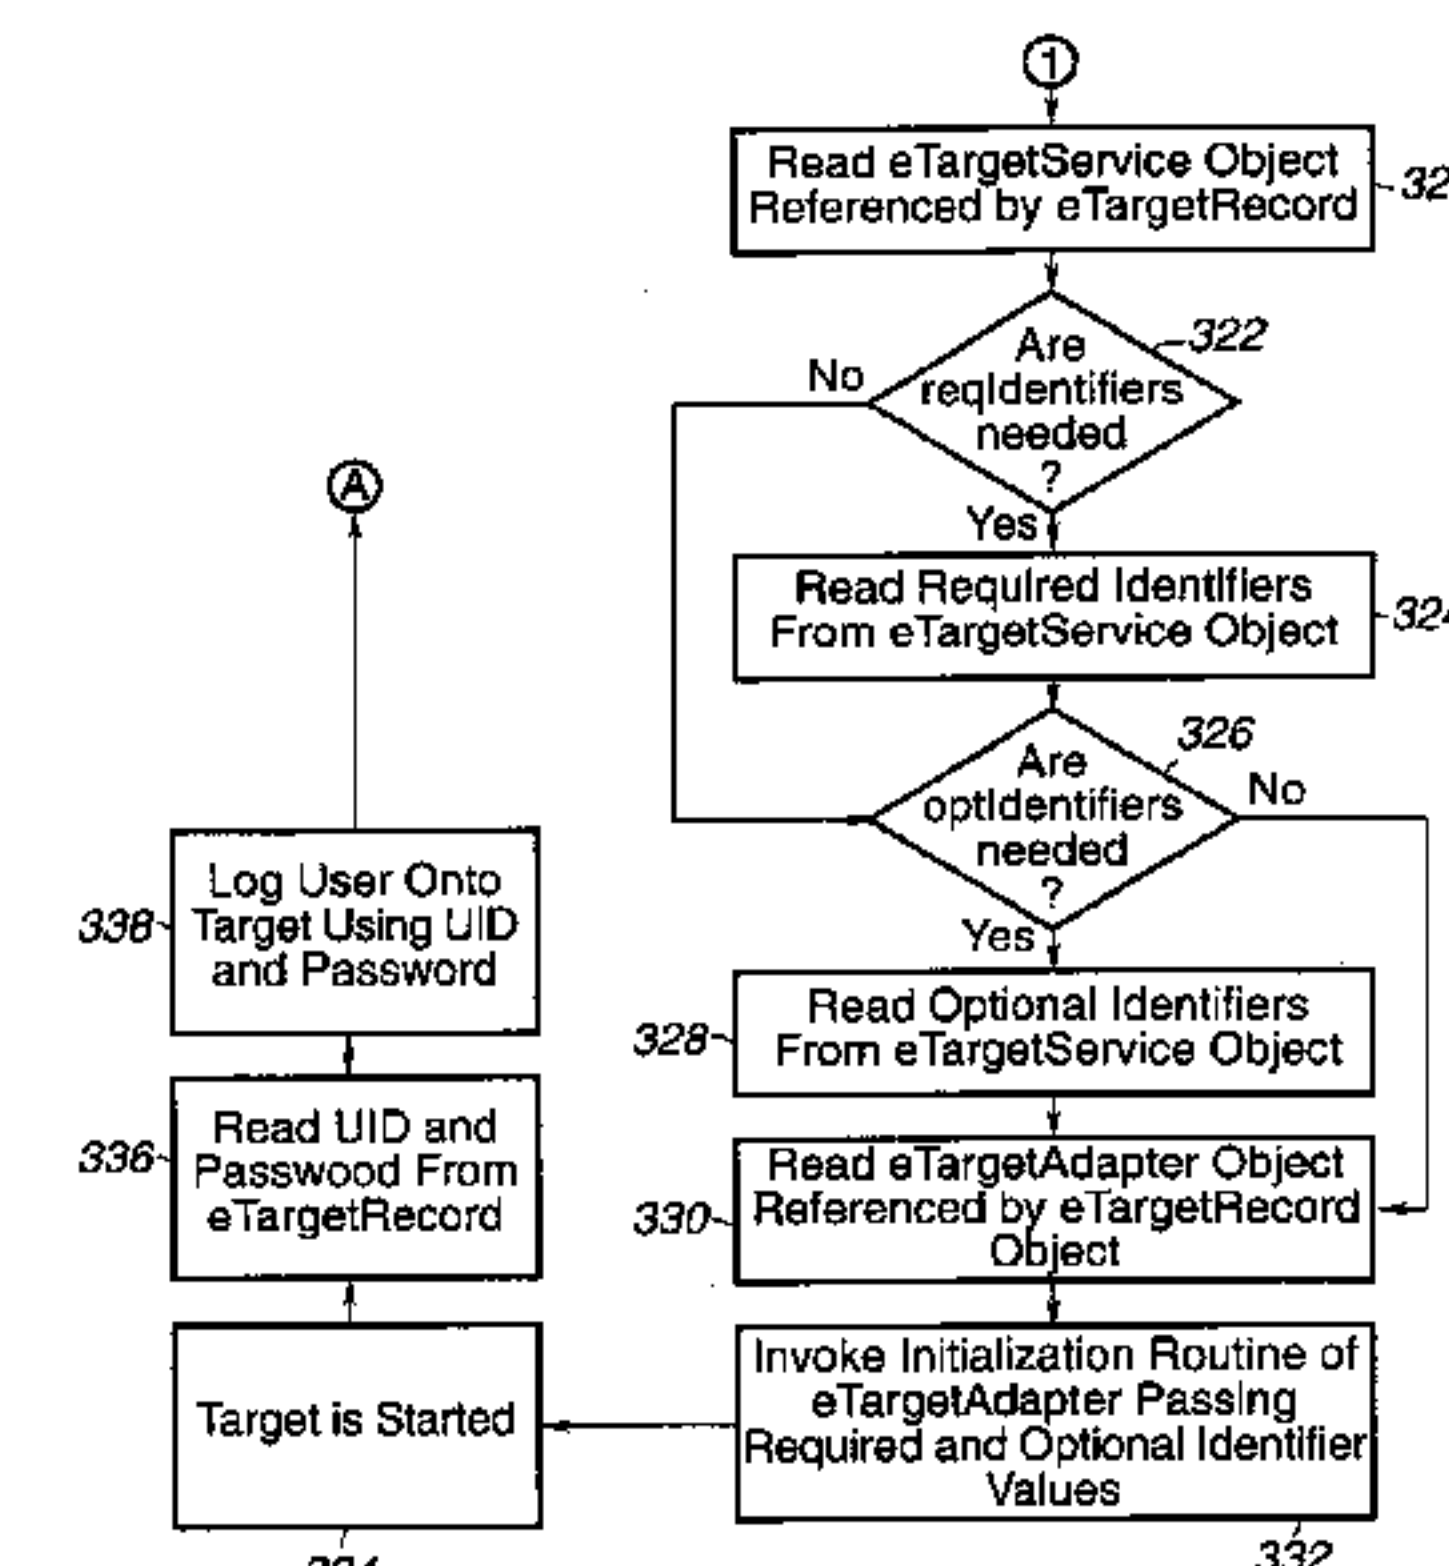 1
Read eTargetService Object
Referenced by eTargetRecord
322
Are
reqIdentifiers
needed
?
No
Yes
Read Required Identifiers
From eTargetService Object
A
326
Are
optIdentifiers
needed
?
No
Yes
Read Optional Identifiers
From eTargetService Object
328
Read eTargetAdapter Object
Referenced by eTargetRecord
Object
330
Invoke Initialization Routine of
eTargetAdapter Passing
Required and Optional Identifier
Values
332
Target is Started
Read UID and
Passwood From
eTargetRecord
336
Log User Onto
Target Using UID
and Password
338